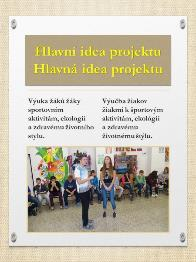 Hlavní idea projektu
Hlavná idea projektu
Výuka žáků žáky
sportovním
aktivitám, ekologii
a zdravému životního
stylu.
Výučba žiakov
žiakmi k športovým
aktivitám, ekológii
a zdravému
životnému štýlu.